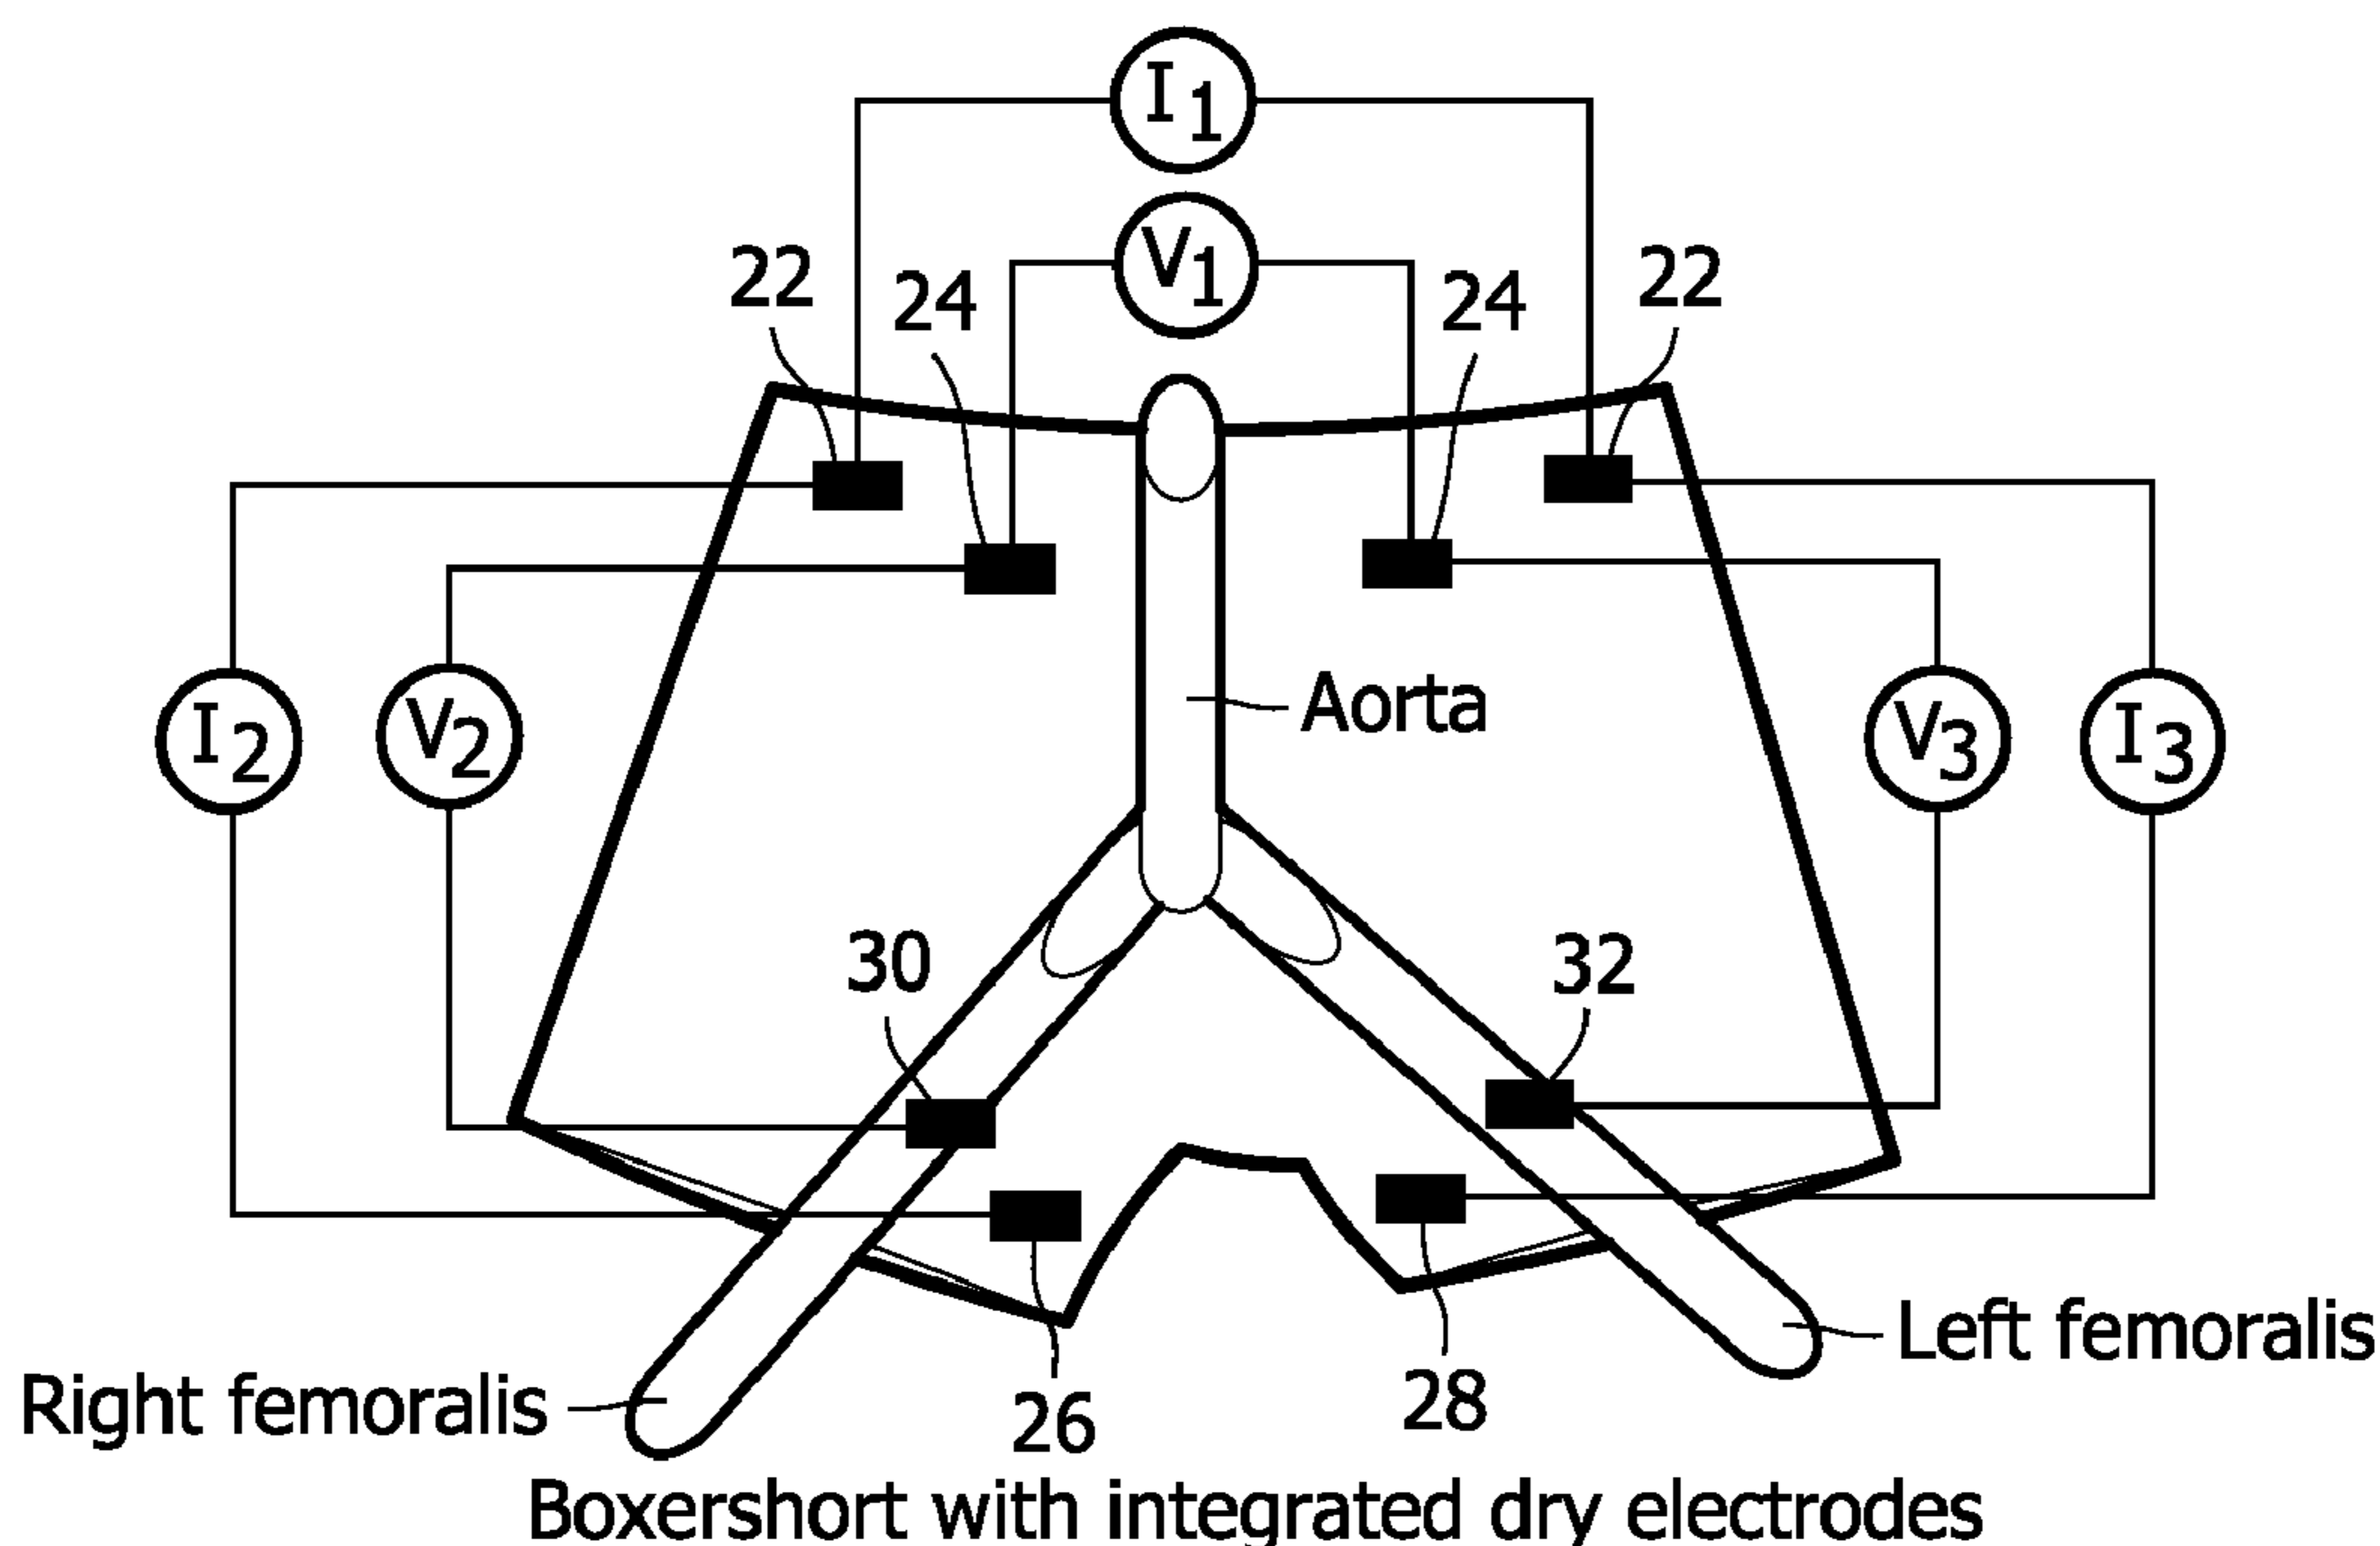 I1
V1
22
24
24
22
I2
V2
Aorta
V3
I3
30
32
Left femoralis
Right femoralis
26
28
Boxershort with integrated dry electrodes